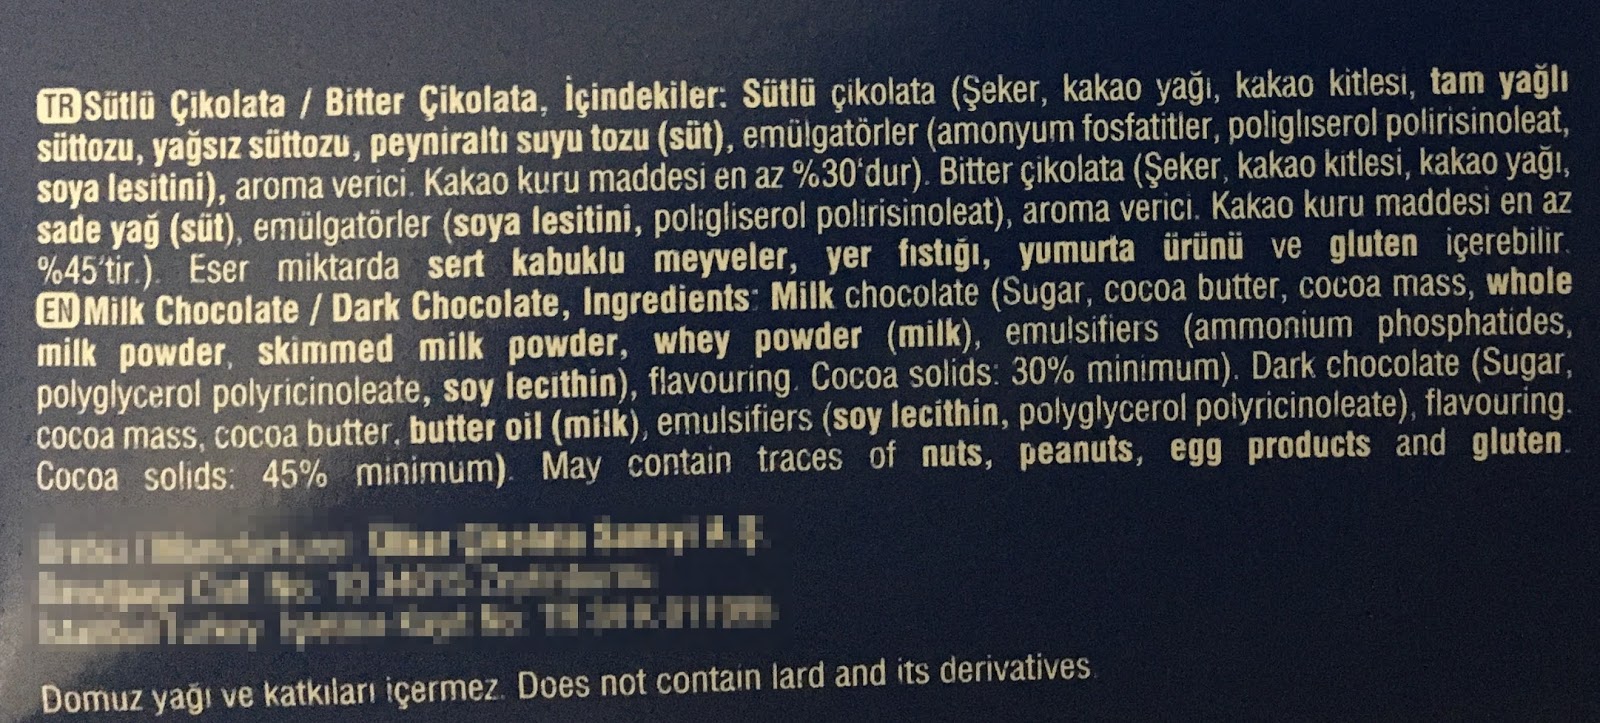 TR Sütlü Çikolata / Bitter Çikolata, İçindekiler: Sütlü çikolata (Şeker, kakao yağı, kakao kitlesi, tam yağlı
süttozu, yağsız süttozu, peyniraltı suyu tozu (süt), emülgatörler (amonyum fosfatitler, poligliserol polirisinoleat,
soya lesitini), aroma verici. Kakao kuru maddesi en az %30'dur). Bitter çikolata (Şeker, kakao kitlesi, kakao yağı,
sade yağ (süt), emülgatörler (soya lesitini, poligliserol polirisinoleat), aroma verici. Kakao kuru maddesi en az
%45'tir.). Eser miktarda sert kabuklu meyveler, yer fıstığı, yumurta ürünü ve gluten içerebilir.
EN Milk Chocolate / Dark Chocolate, Ingredients: Milk chocolate (Sugar, cocoa butter, cocoa mass, whole
milk powder, skimmed milk powder, whey powder (milk), emulsifiers (ammonium phosphatides,
polyglycerol polyricinoleate, soy lecithin), flavouring. Cocoa solids: 30% minimum). Dark chocolate (Sugar,
cocoa mass, cocoa butter, butter oil (milk), emulsifiers (soy lecithin, polyglycerol polyricinoleate), flavouring.
Cocoa solids: 45% minimum). May contain traces of nuts, peanuts, egg products and gluten.
Domuz yağı ve katkıları içermez. Does not contain lard and its derivatives.